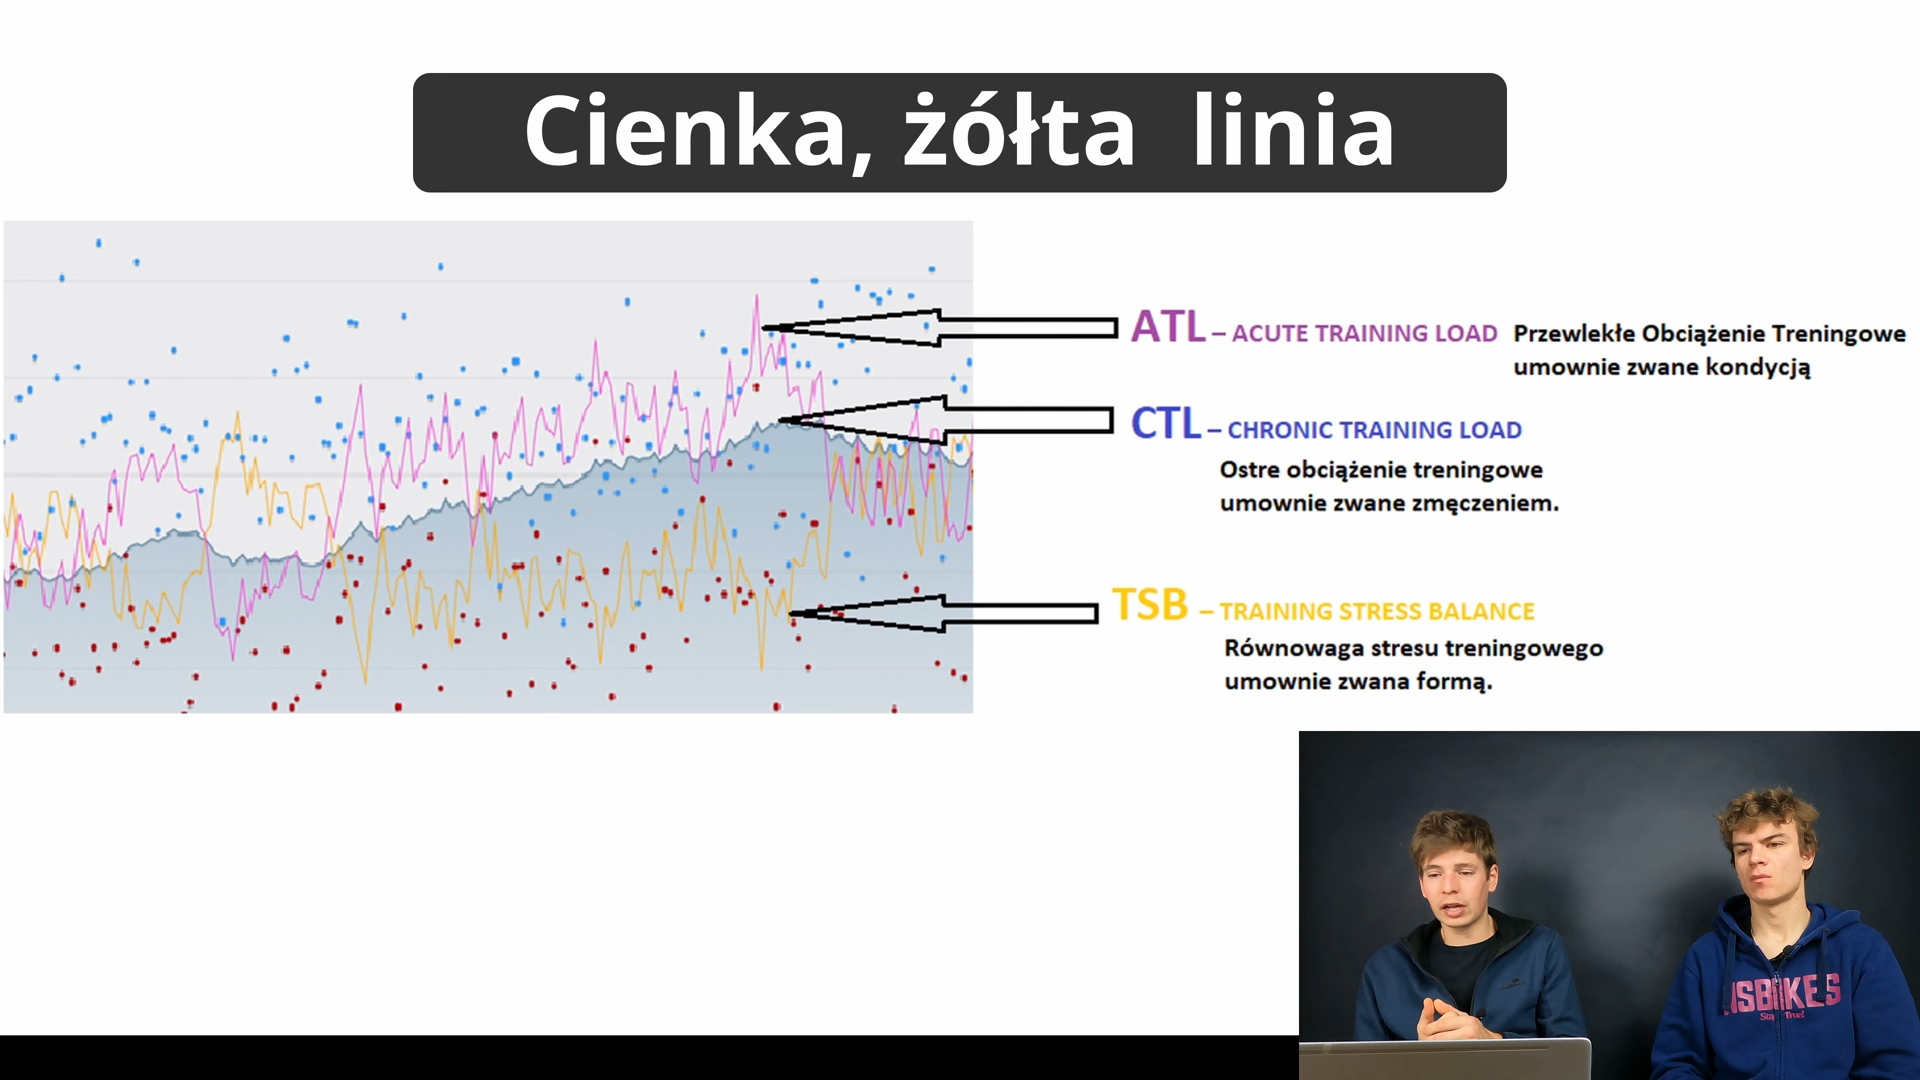 Cienka, żółta linia
ATL – ACUTE TRAINING LOAD Przewlekłe Obciążenie Treningowe
umownie zwane kondycją
CTL – CHRONIC TRAINING LOAD
Ostre obciążenie treningowe
umownie zwane zmęczeniem.
TSB – TRAINING STRESS BALANCE
Równowaga stresu treningowego
umownie zwana formą.
NSBIKES